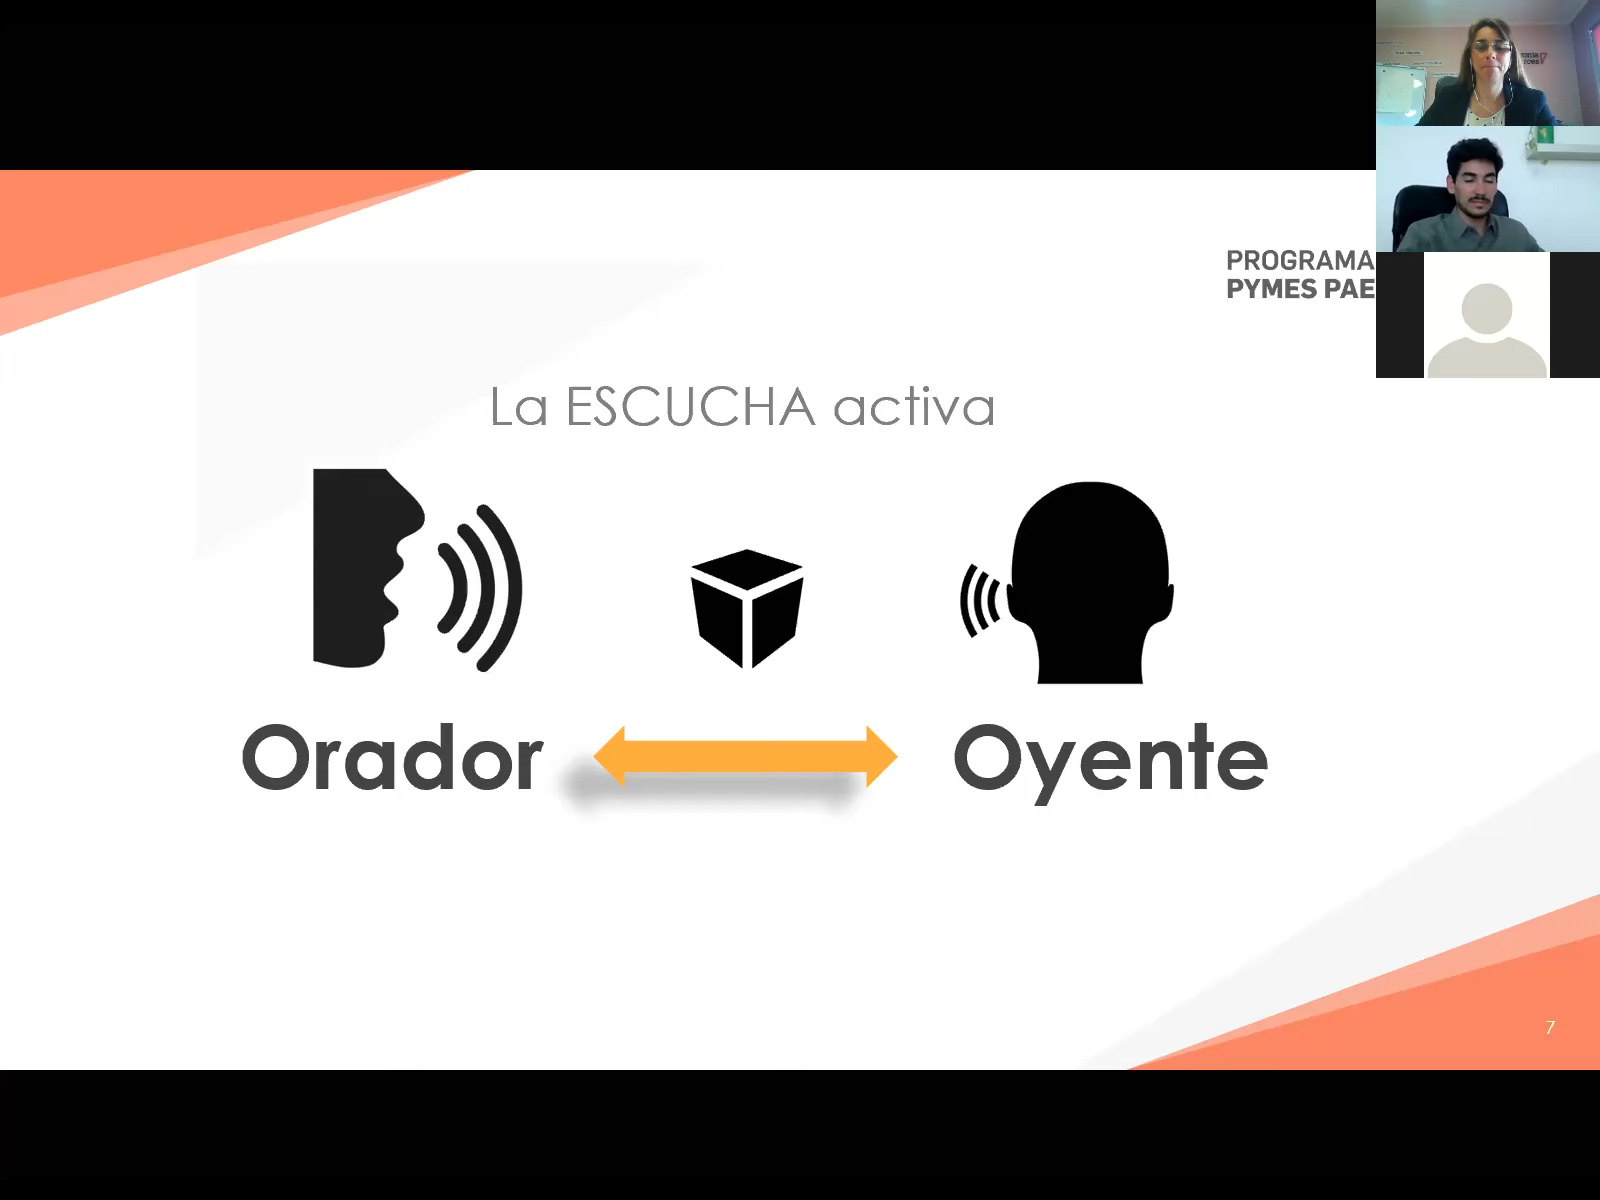 PROGRAMA
PYMES PAE
La ESCUCHA activa
Orador
Oyente
7